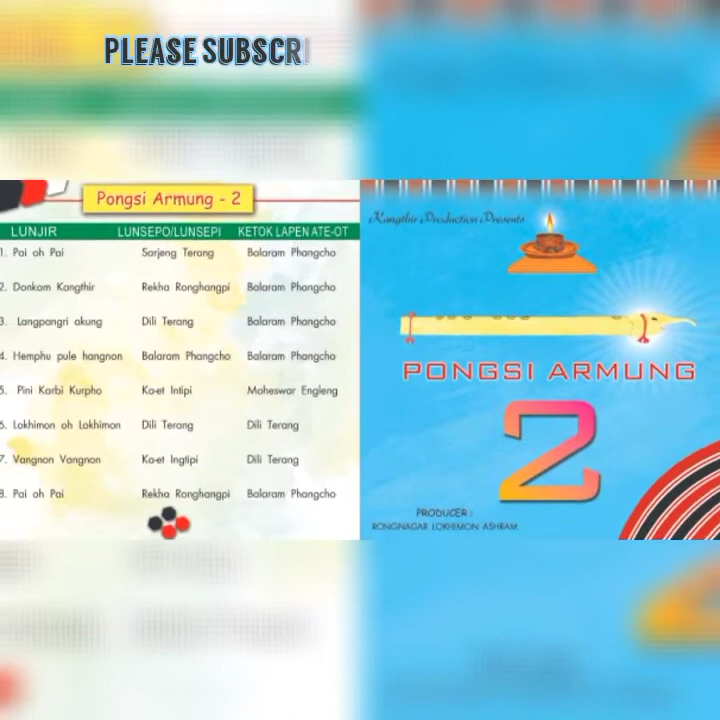 PLEASE SUBSCR
Pongsi Armung - 2
LUNJIR LUNSEPO/LUNSEPI KETOK LAPEN ATE-OT
1. Pai oh Pai Sarjeng Terang Balaram Phangcho
2. Donkam Kangthir Rekha Ronghangpi Balaram Phangcho
3. Langpangri akung Dili Terang Balaram Phangcho
4. Hemphu pule hangnon Balaram Phangcho Balaram Phangcho
5. Pini Karbi Kurpho Ka-et Intipi Moheswar Engleng
6. Lokhimon oh Lokhimon Dili Terang Dili Terang
7. Vangnon Vangnon Ka-et Ingtipi Dili Terang
8. Pai oh Pai Rekha Ronghangpi Balaram Phangcho
Kangthir Production Presents
PONGSI ARMUNG
2
PRODUCER :
RONGNAGAR LOKHIMON ASHRAM